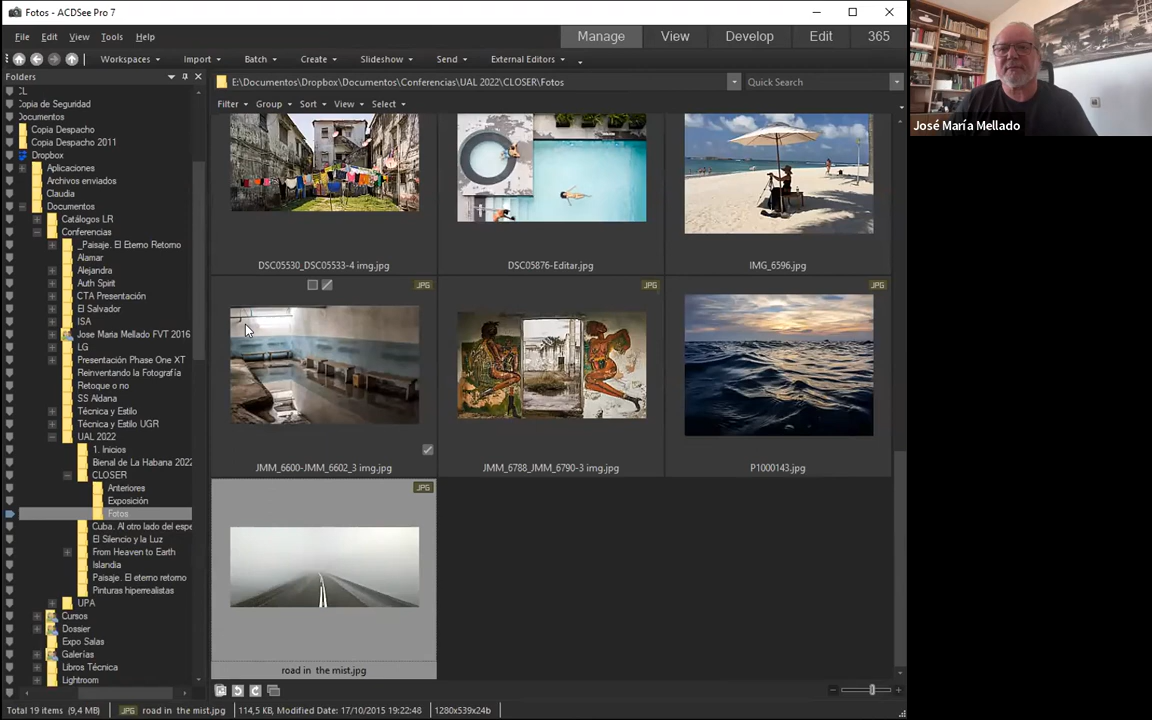 Fotos - ACDSee Pro 7
File Edit View Tools Help
Manage View Develop Edit 365
Workspaces Import Batch Create Slideshow Send External Editors
Folders
E:\Documentos\Dropbox\Documentos\Conferencias\UAL 2022\CLOSER\Fotos
Quick Search
Filter Group Sort View Select
CL
Copia de Seguridad
Documentos
Copia Despacho
Copia Despacho 2011
Dropbox
Aplicaciones
Archivos enviados
Claudia
Documentos
Catálogos LR
Conferencias
_Paisaje. El Eterno Retorno
Alamar
Alejandra
Auth Spirit
CTA Presentación
El Salvador
ISA
Jose Maria Mellado FVT 2016
LG
Presentación Phase One XT
Reinventando la Fotografía
Retoque o no
SS Aldana
Técnica y Estilo
Técnica y Estilo UGR
UAL 2022
1. Inicios
Bienal de La Habana 2022
CLOSER
Anteriores
Exposición
Fotos
Cuba. Al otro lado del espe
El Silencio y la Luz
From Heaven to Earth
Islandia
Paisaje. El eterno retorno
Pinturas hiperrealistas
UPA
Cursos
Dossier
Expo Salas
Galerías
Libros Técnica
Lightroom
DSC05530_DSC05533-4 img.jpg
DSC05876-Editar.jpg
IMG_6596.jpg
JPG
JPG
JPG
JMM_6600-JMM_6602_3 img.jpg
JMM_6788_JMM_6790-3 img.jpg
P1000143.jpg
JPG
road in the mist.jpg
Total 19 items (9,4 MB) JPG road in the mist.jpg 114,5 KB, Modified Date: 17/10/2015 19:22:48 1280x539x24b
José María Mellado